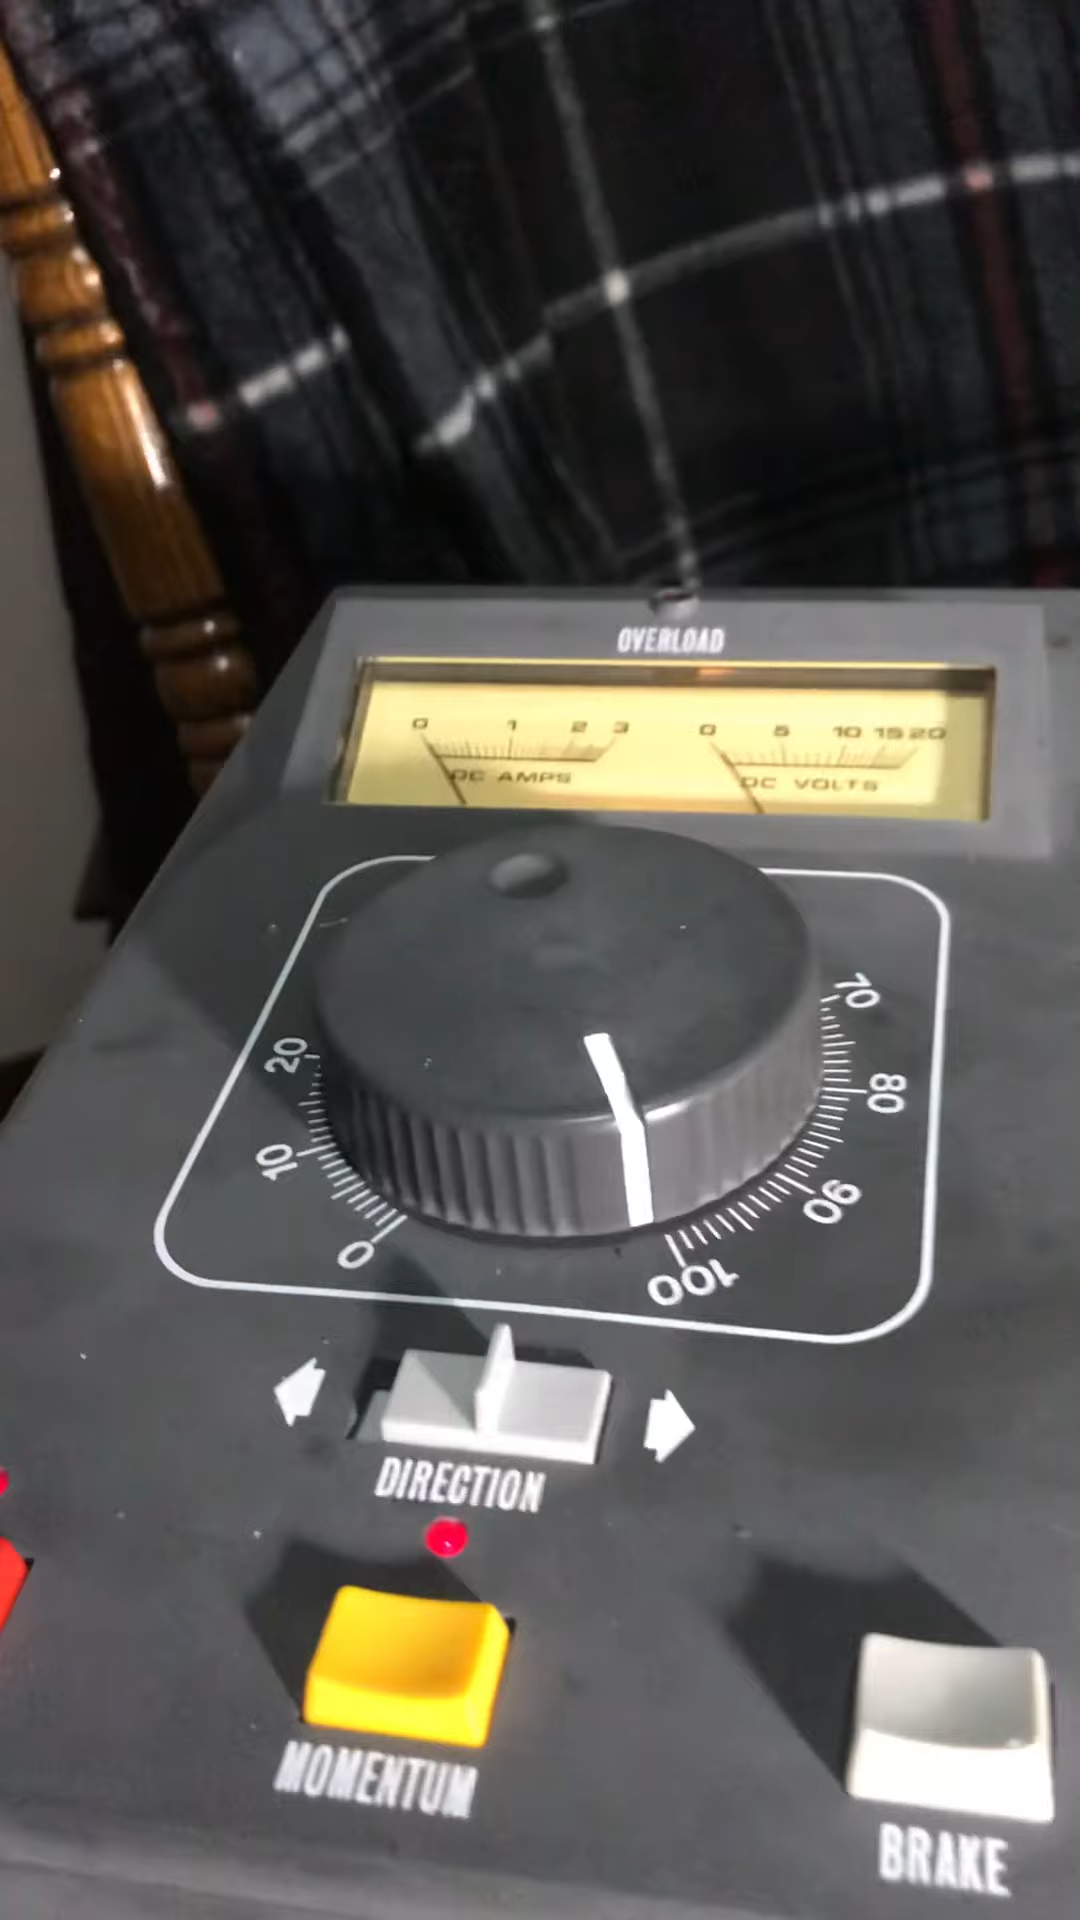 OVERLOAD
0 1 2 3 0 5 10 15 20
DC AMPS DC VOLTS
70
20 80
10 90
0 100
DIRECTION
MOMENTUM
BRAKE